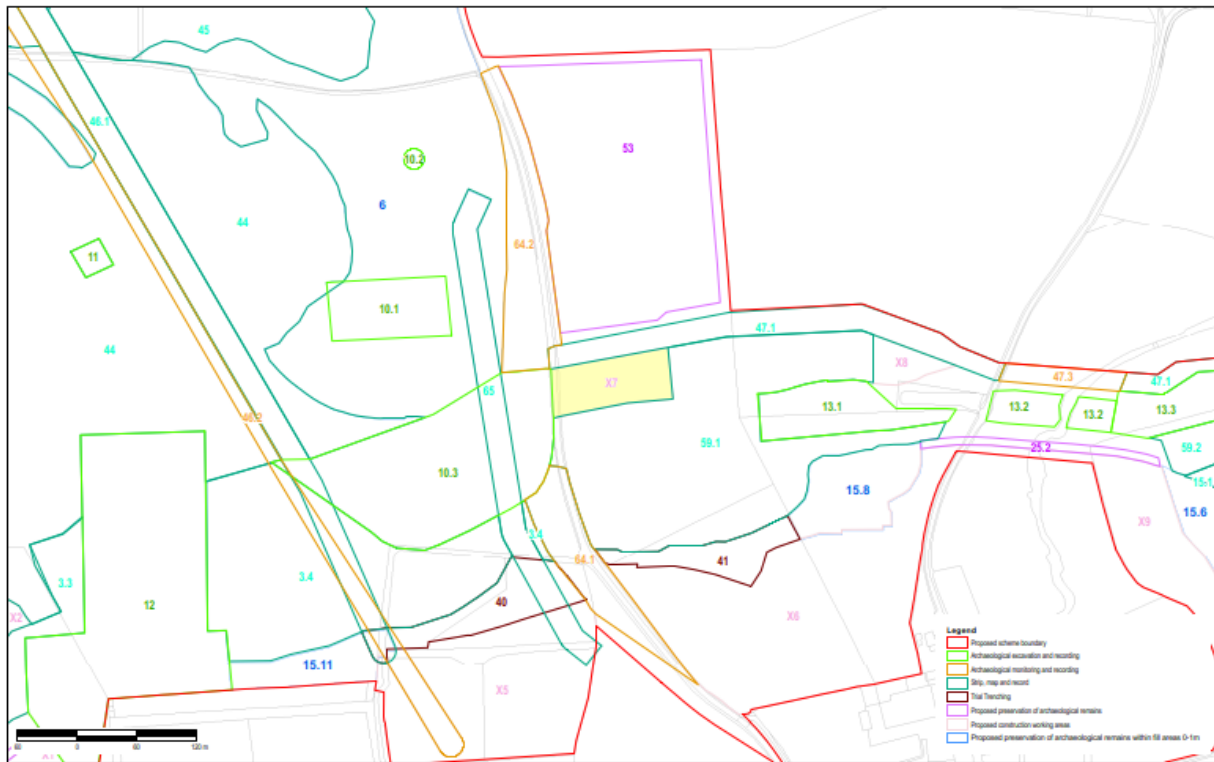 45
46.1
10.2
53
6
44
64.2
11
10.1
47.1
44
X8
65
X7
47.3
47.1
46.2
13.1
13.2
13.2
13.3
59.1
25.2
59.2
10.3
15.8
15.6
X9
3.4
64.1
41
3.3
3.4
12
40
X2
X6
15.11
X5
Legend
Proposed scheme boundary
Archaeological excavation and recording
Archaeological monitoring and recording
Strip, map and record
Trial Trenching
Proposed preservation of archaeological remains
Proposed construction working areas
Proposed preservation of archaeological remains within fill areas 0-1m
60 0 60 120 m